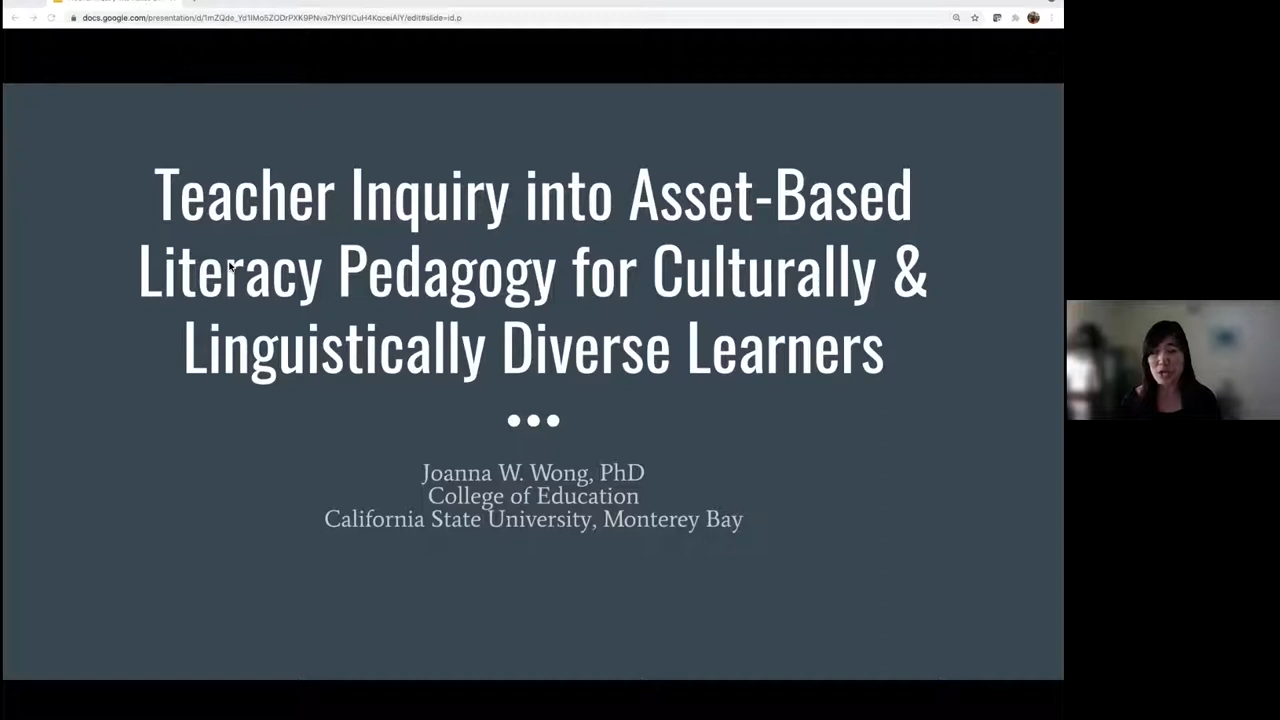 Teacher Inquiry into Asset-Based
Literacy Pedagogy for Culturally &
Linguistically Diverse Learners
Joanna W. Wong, PhD
College of Education
California State University, Monterey Bay